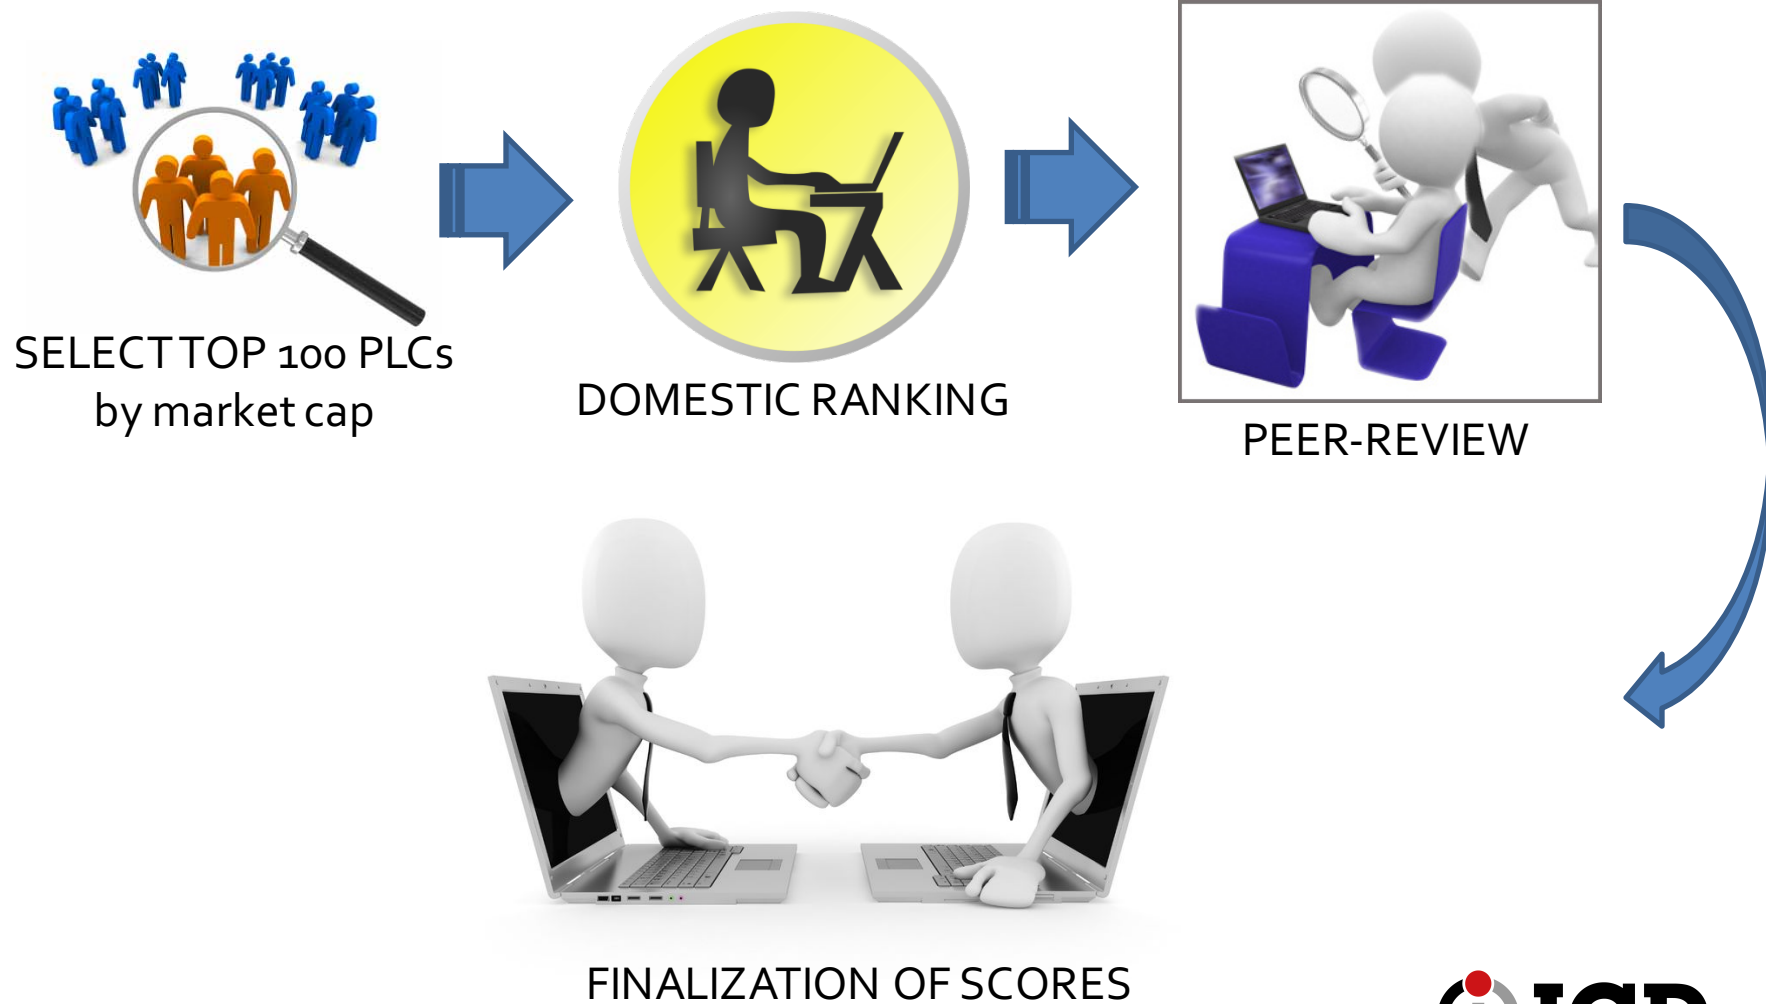 SELECT TOP 100 PLCs
by market cap
DOMESTIC RANKING
PEER-REVIEW
FINALIZATION OF SCORES